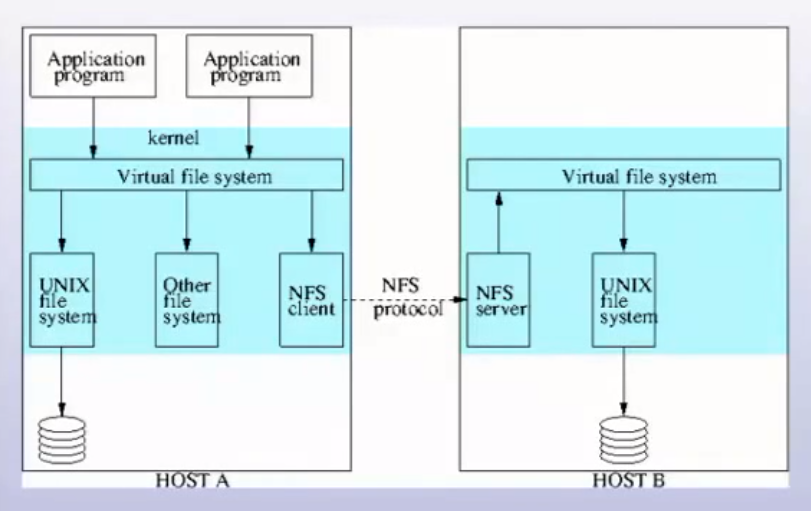 Application
program
Application
program
kernel
Virtual file system
UNIX
file
system
Other
file
system
NFS
client
NFS
protocol
Virtual file system
NFS
server
UNIX
file
system
HOST A
HOST B